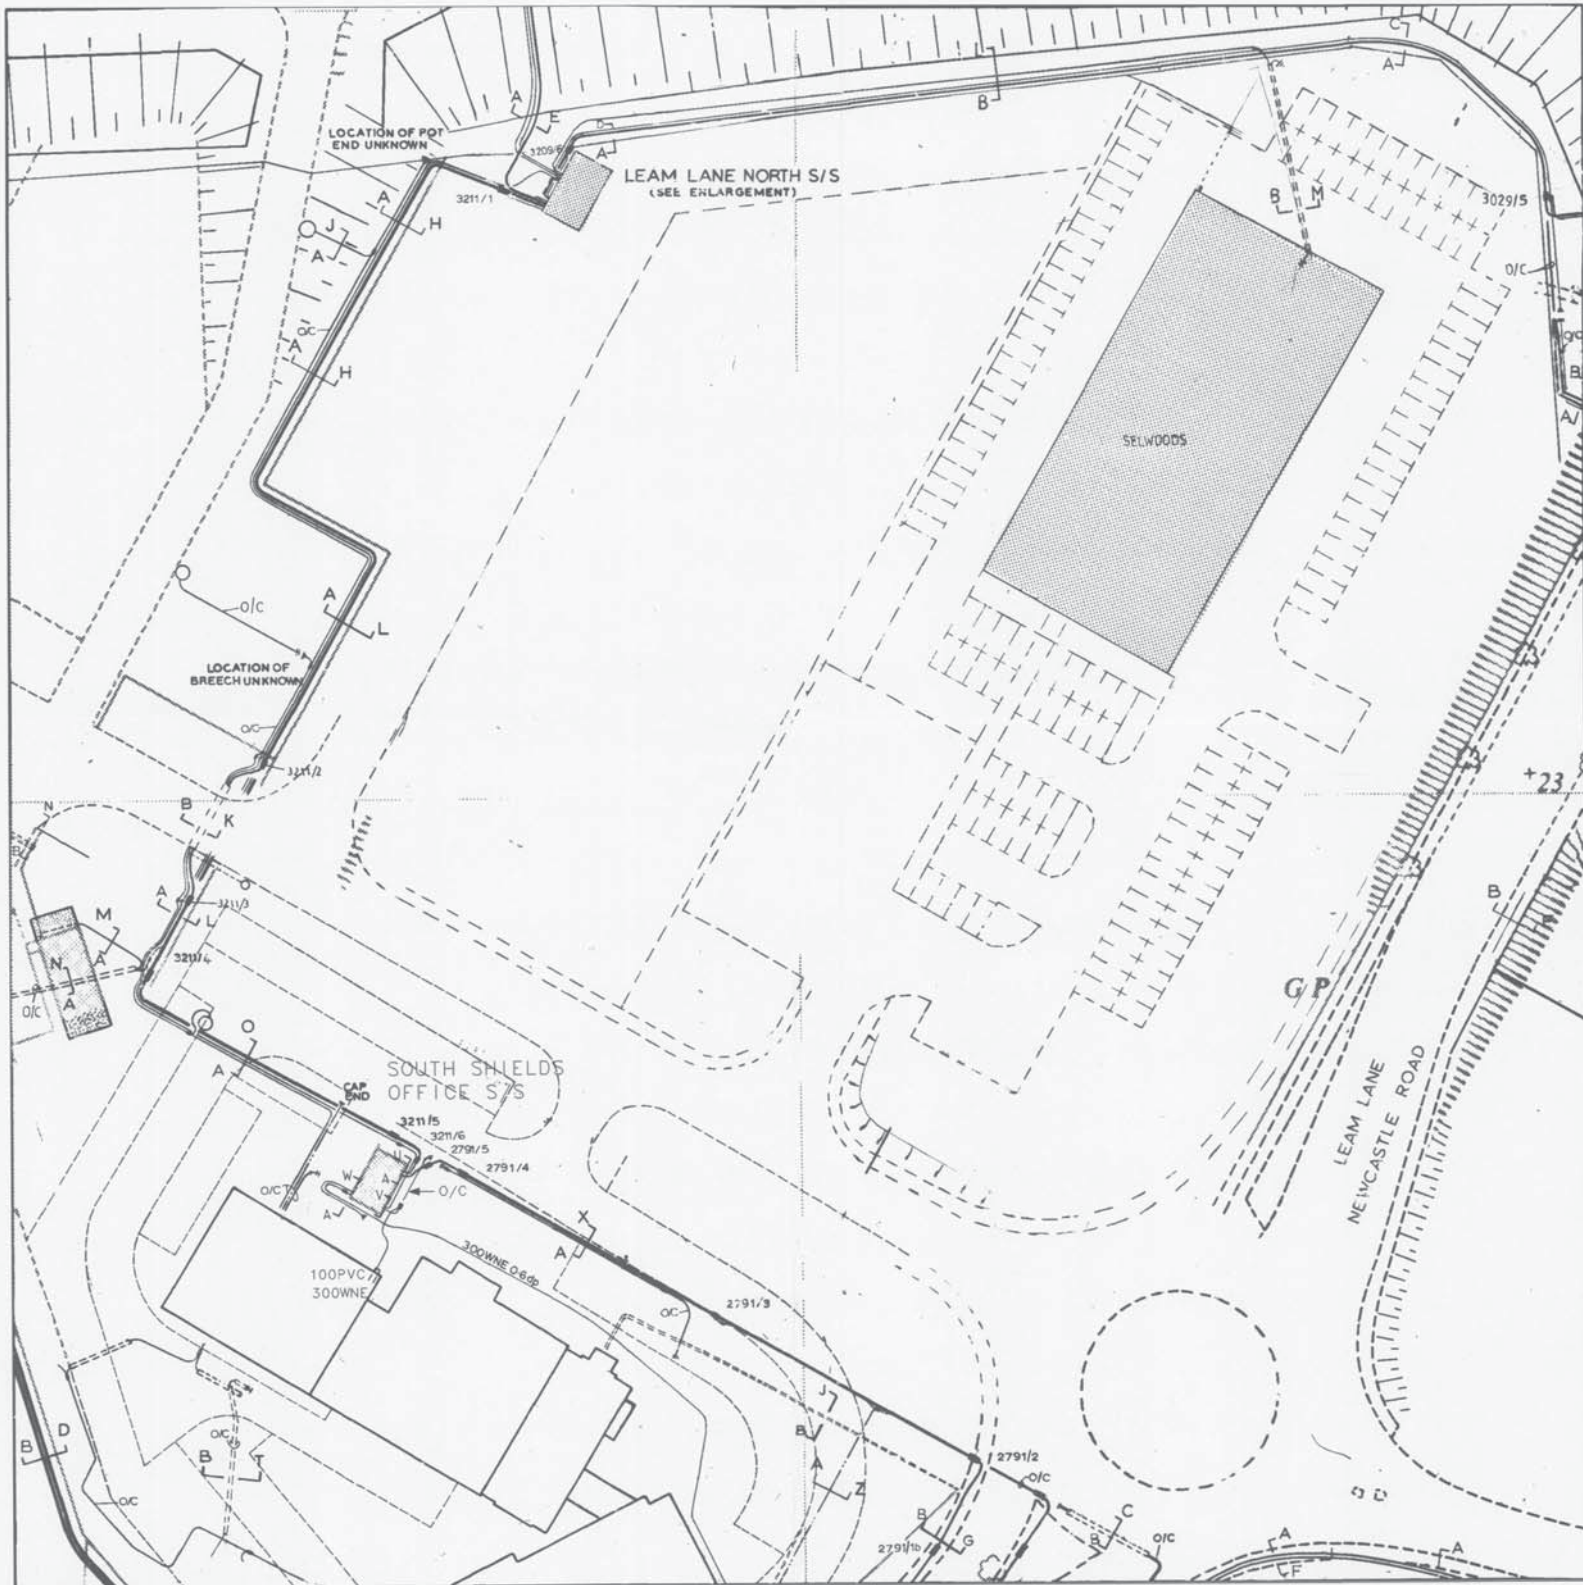 C
A
B
A
E
D
A
3209/6
LOCATION OF POT
END UNKNOWN
LEAM LANE NORTH S/S
(SEE ENLARGEMENT)
3211/1
A
H
J
A
B M
3029/5
O/C
O/C
A
H
B
A/
SELWOODS
A
L
O/C
LOCATION OF
BREECH UNKNOWN
O/C
3211/2
+23
N
B
K
B
A
3211/3
L
M
A
3211/4
N
A
O/C
B
GP
O
A
SOUTH SHIELDS
OFFICE S/S
CAP
END
LEAM LANE
NEWCASTLE ROAD
3211/5
3211/6
2791/5
2791/4
U
W
A
V
O/C
O/C
A
X
A
300WNE 0·6dp
100PVC
300WNE
O/C
2791/3
J
B
D
B
O/C
B
T
O/C
A
Z
2791/2
O/C
B
G
2791/1b
C
B
O/C
A
F
A